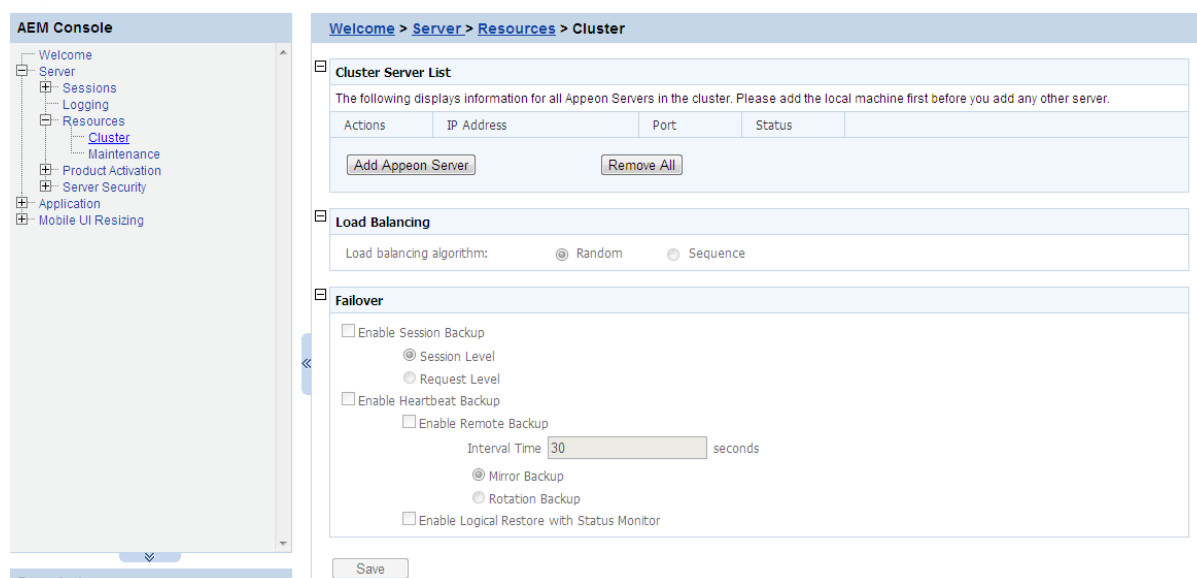 AEM Console
Welcome
Server
Sessions
Logging
Resources
Cluster
Maintenance
Product Activation
Server Security
Application
Mobile UI Resizing
Welcome > Server > Resources > Cluster
Cluster Server List
The following displays information for all Appeon Servers in the cluster. Please add the local machine first before you add any other server.
Actions IP Address Port Status
Add Appeon Server Remove All
Load Balancing
Load balancing algorithm: Random Sequence
Failover
Enable Session Backup
Session Level
Request Level
Enable Heartbeat Backup
Enable Remote Backup
Interval Time 30 seconds
Mirror Backup
Rotation Backup
Enable Logical Restore with Status Monitor
Save